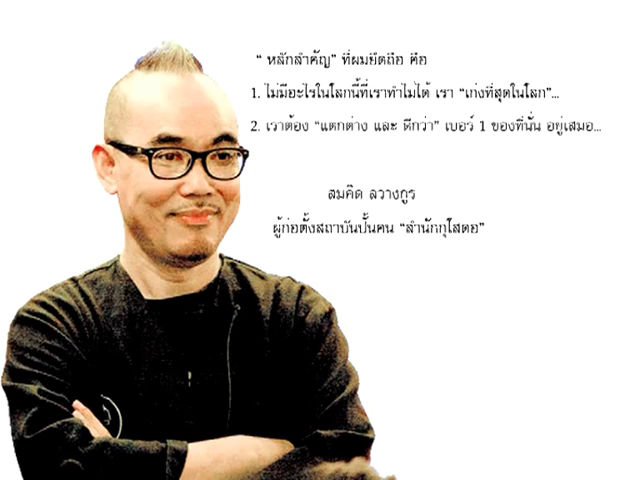 “ หลักสำคัญ” ที่ผมยึดถือ คือ
1. ไม่มีอะไรในโลกนี้ที่เราทำไม่ได้ เรา “เก่งที่สุดในโลก”...
2. เราต้อง “แตกต่าง และ ดีกว่า” เบอร์ 1 ของที่นั่น อยู่เสมอ...
สมคิด ลวางกูร
ผู้ก่อตั้งสถาบันปั้นคน “สำนักกุโสดอ”